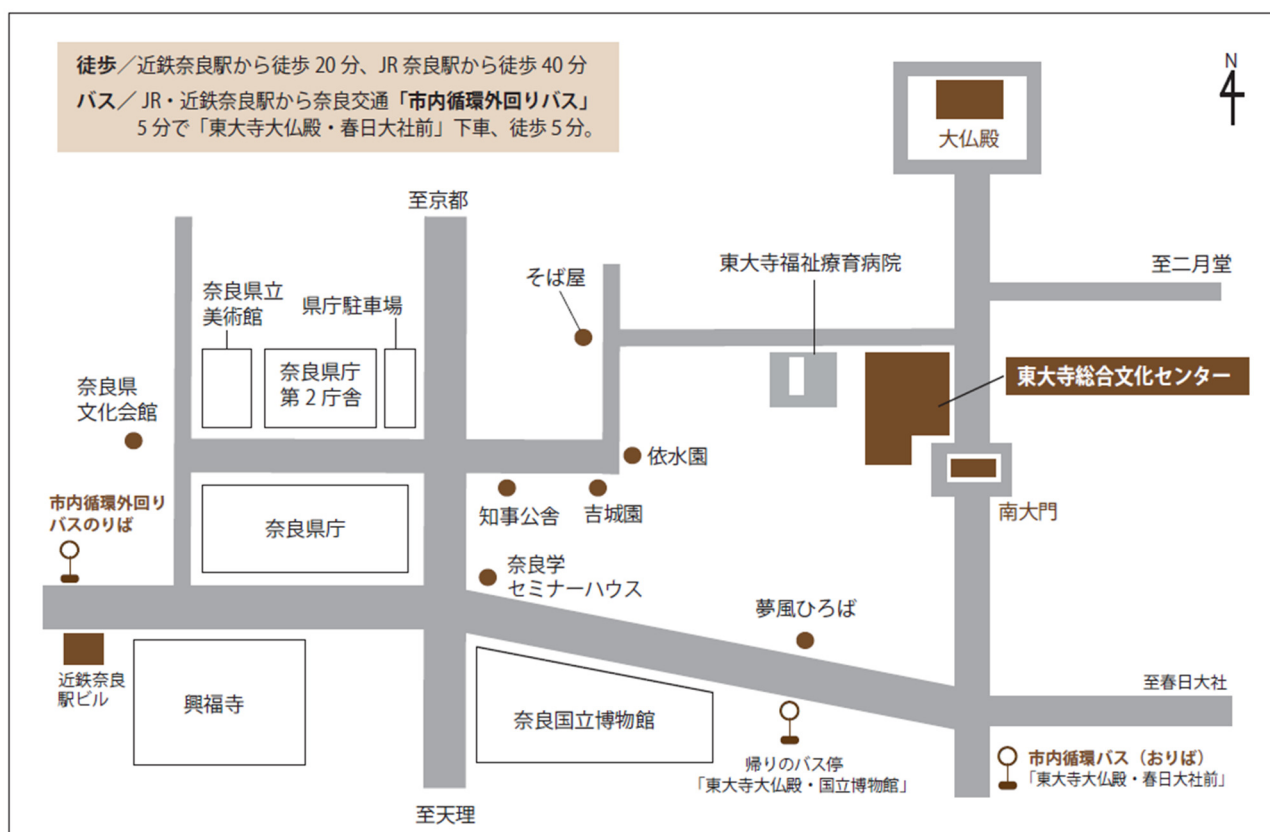 徒歩／近鉄奈良駅から徒歩 20 分、JR 奈良駅から徒歩 40 分
バス／ JR・近鉄奈良駅から奈良交通「市内循環外回りバス」
5 分で「東大寺大仏殿・春日大社前」下車、徒歩 5 分。
N
大仏殿
至京都
東大寺福祉療育病院
至二月堂
そば屋
奈良県立
美術館
県庁駐車場
奈良県庁
第 2 庁舎
東大寺総合文化センター
奈良県
文化会館
依水園
市内循環外回り
バスのりば
奈良県庁
知事公舎
吉城園
南大門
奈良学
セミナーハウス
夢風ひろば
近鉄奈良
駅ビル
興福寺
奈良国立博物館
至春日大社
帰りのバス停
「東大寺大仏殿・国立博物館」
市内循環バス（おりば）
「東大寺大仏殿・春日大社前」
至天理